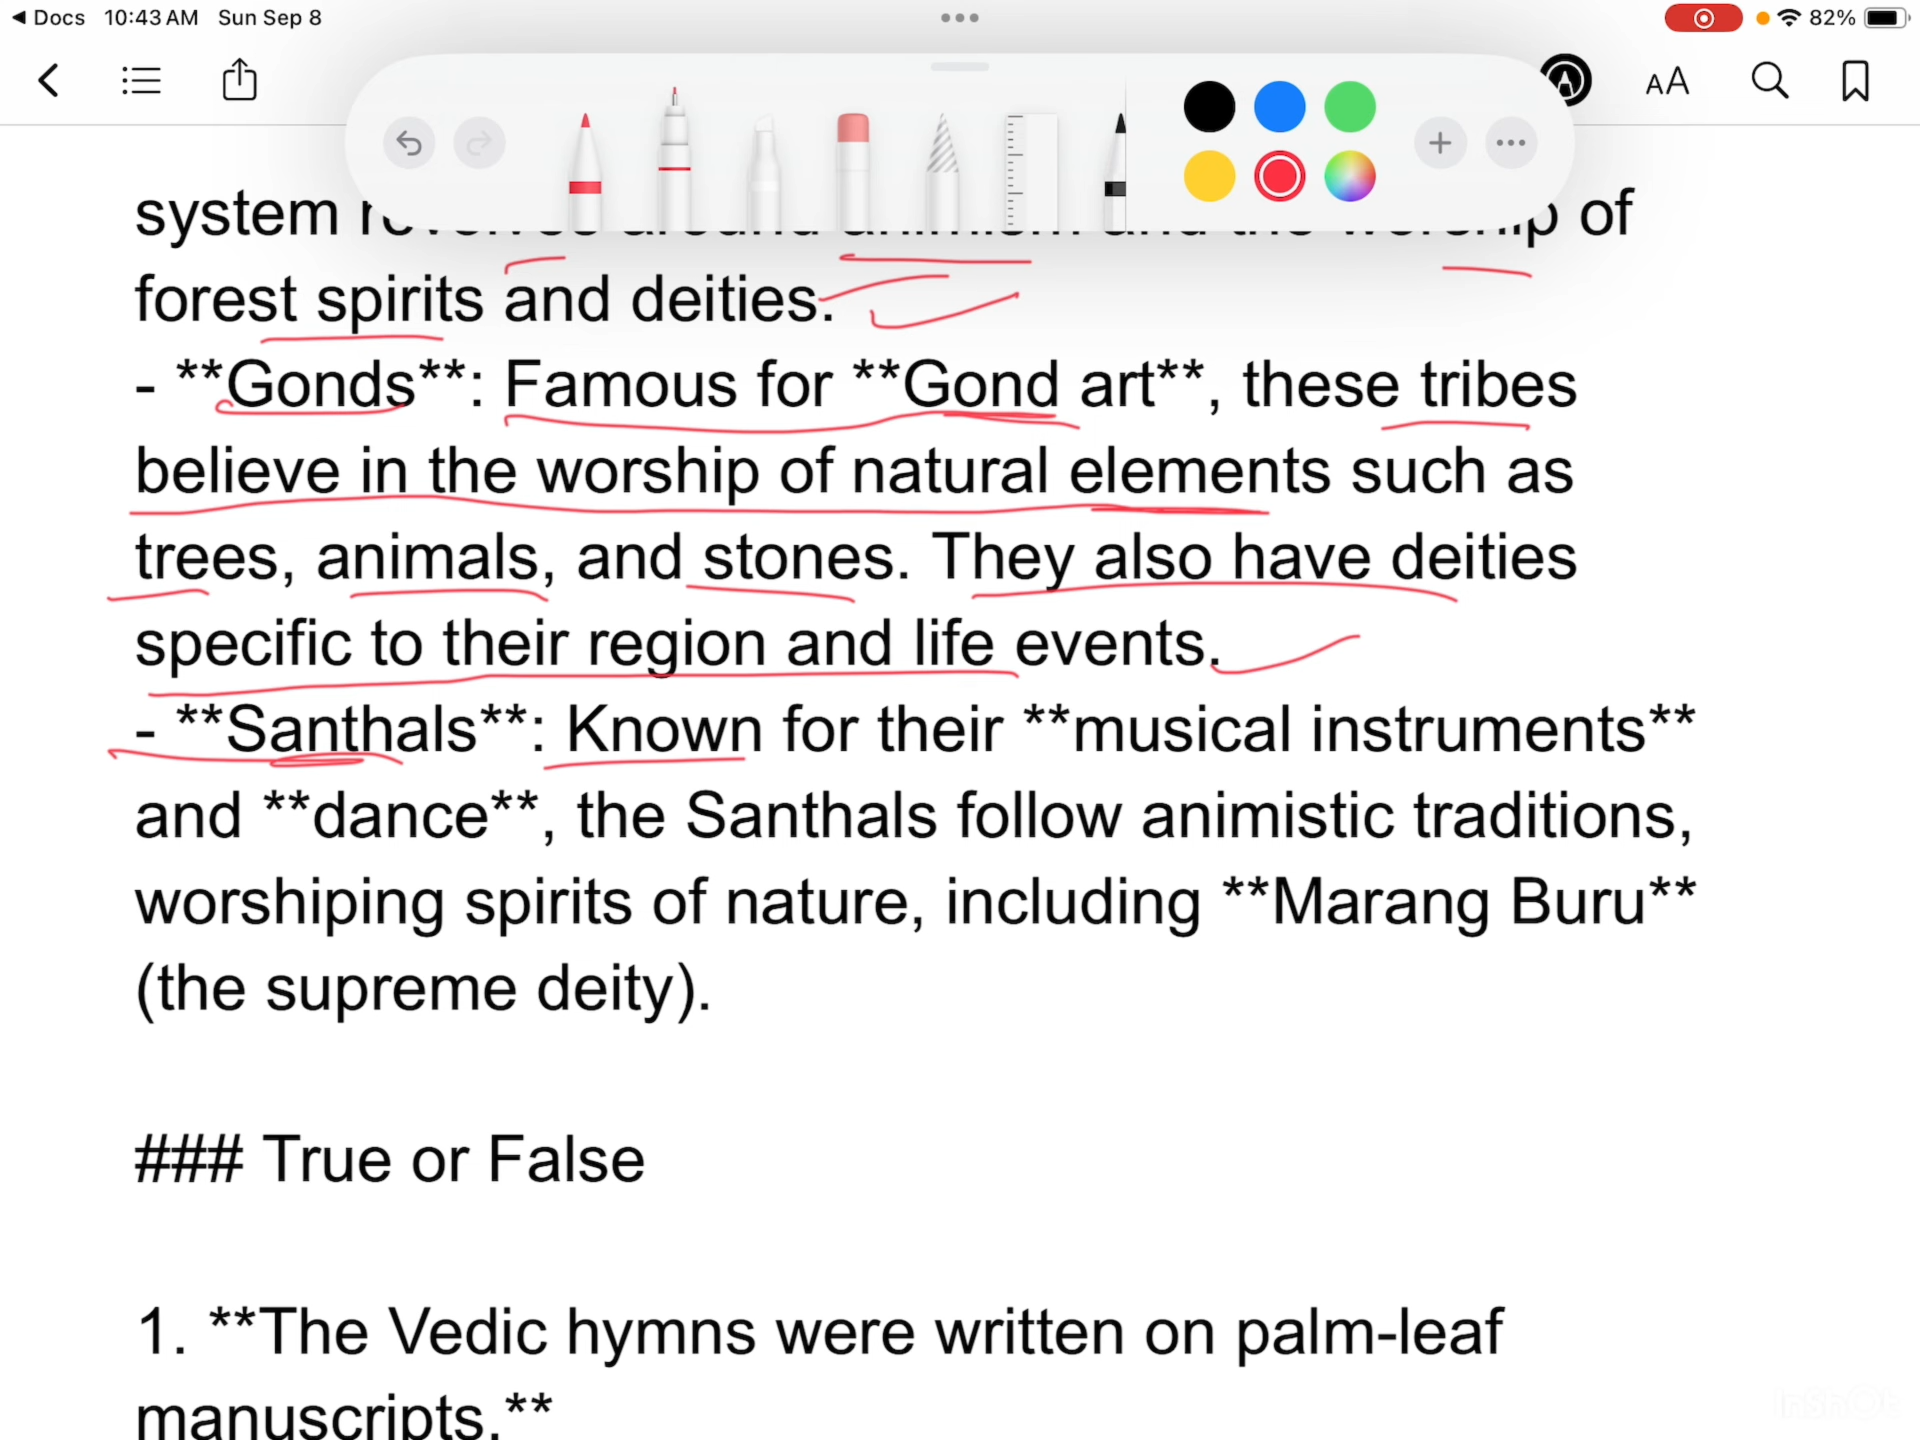 Docs 10:43 AM Sun Sep 8
82%
AA
system of
forest spirits and deities.
- **Gonds**: Famous for **Gond art**, these tribes
believe in the worship of natural elements such as
trees, animals, and stones. They also have deities
specific to their region and life events.
- **Santhals**: Known for their **musical instruments**
and **dance**, the Santhals follow animistic traditions,
worshiping spirits of nature, including **Marang Buru**
(the supreme deity).
### True or False
1. **The Vedic hymns were written on palm-leaf
manuscripts.**
InShOt